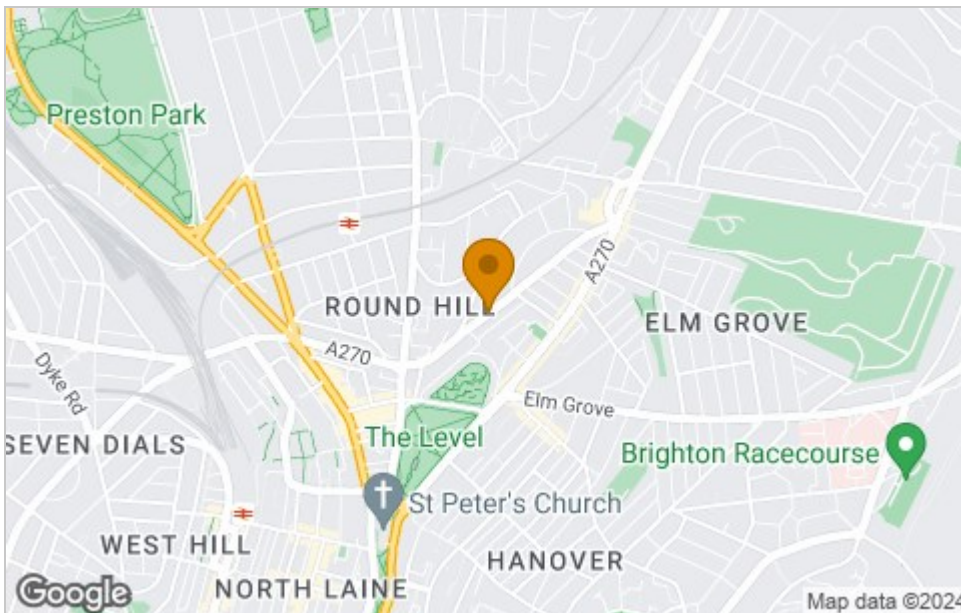 Preston Park
A270
ROUND HILL
ELM GROVE
A270
Dyke Rd
Elm Grove
The Level
SEVEN DIALS
Brighton Racecourse
St Peter's Church
WEST HILL
HANOVER
NORTH LAINE
Google
Map data ©2024